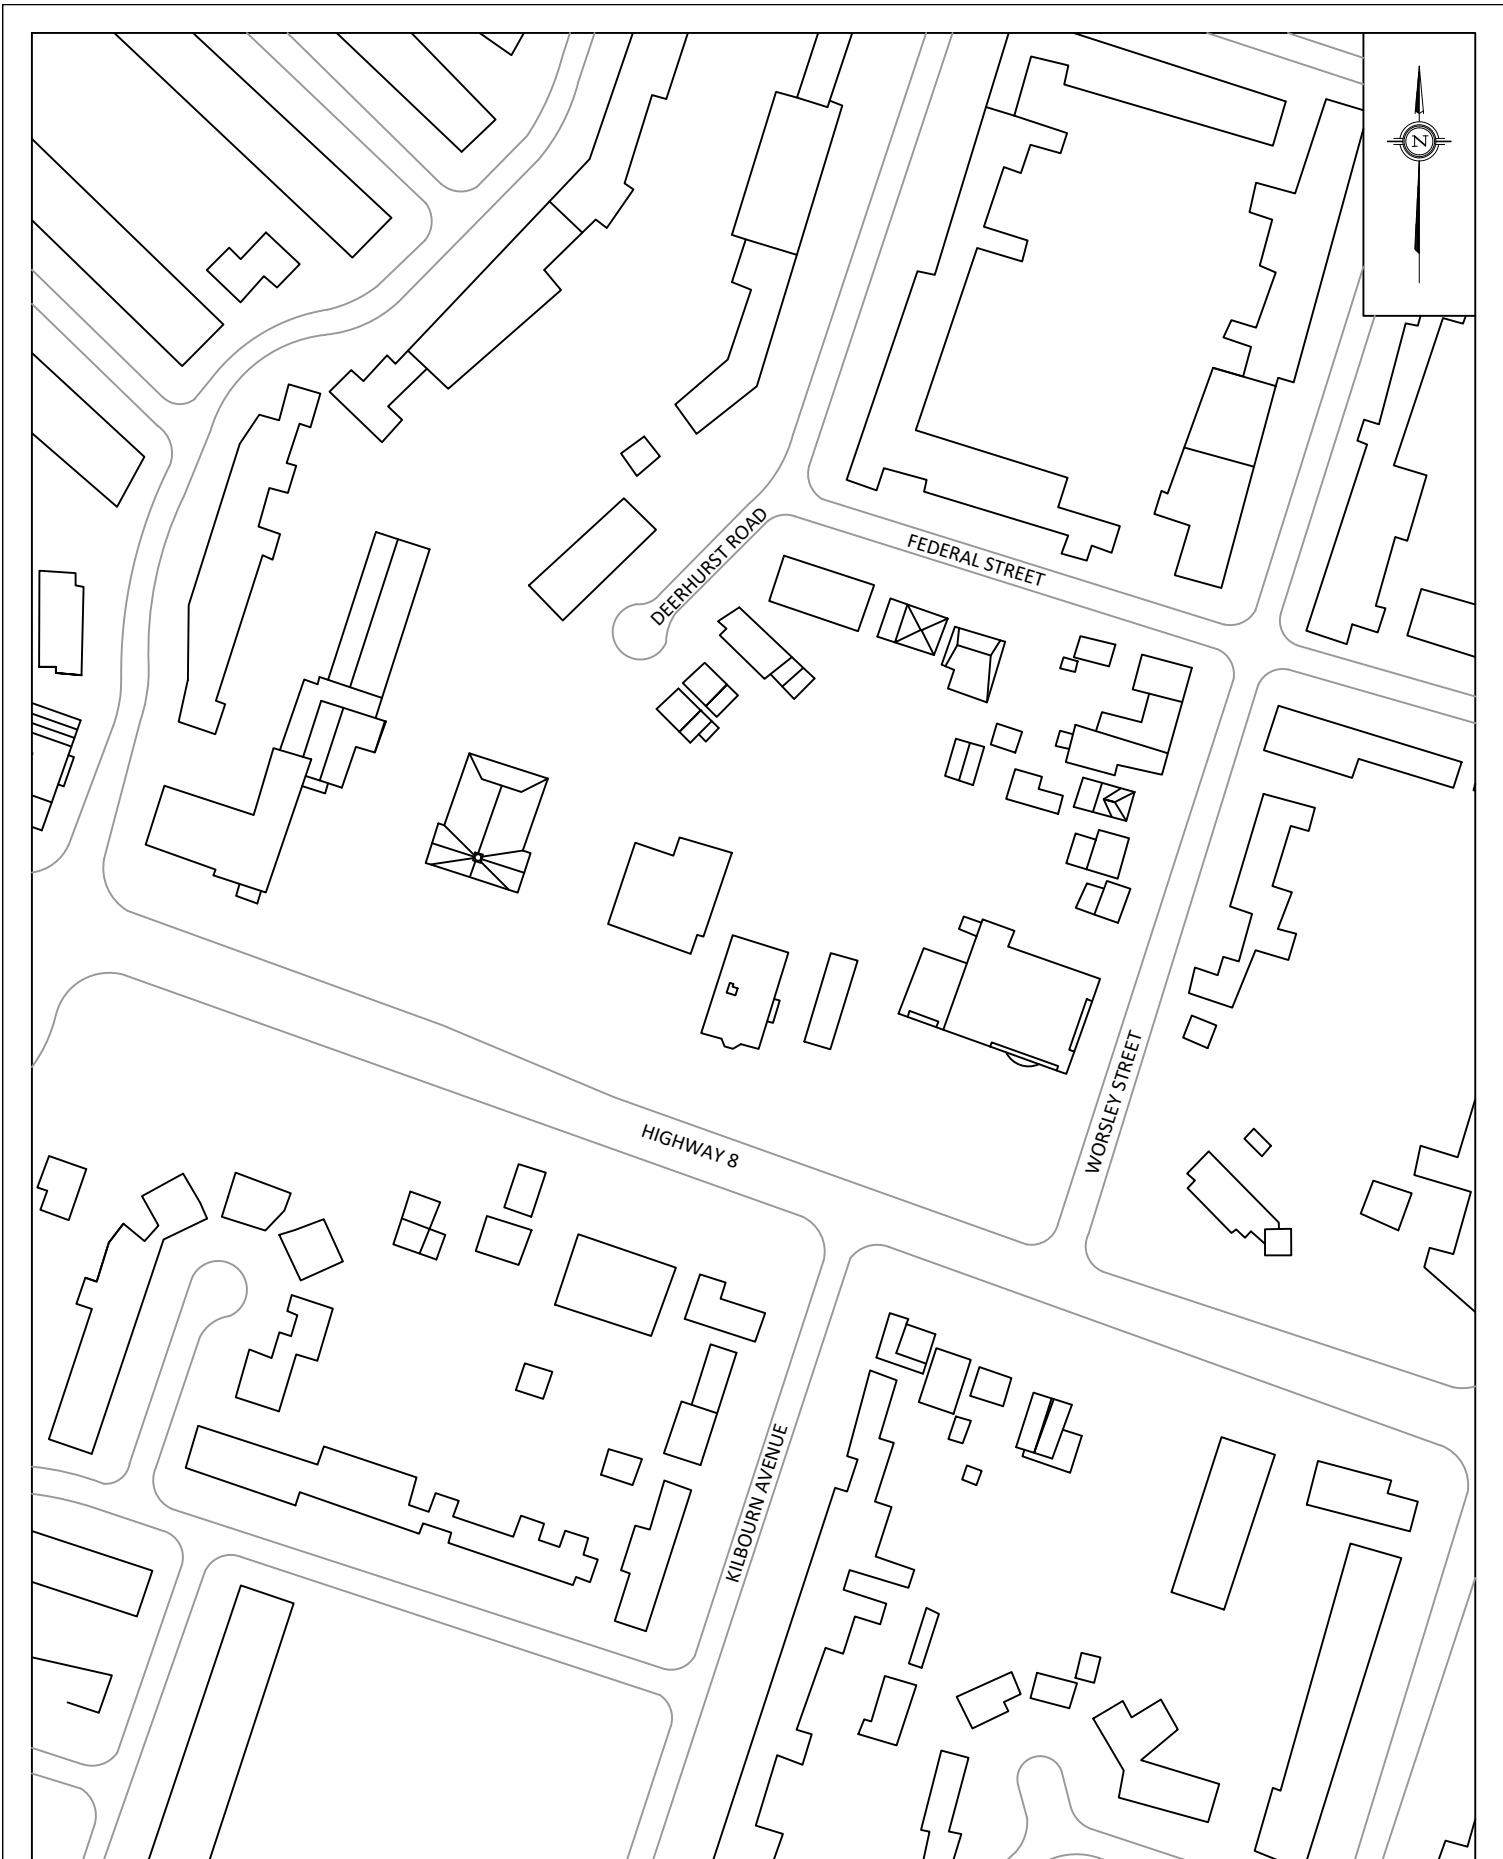 N
DEERHURST ROAD
FEDERAL STREET
WORSLEY STREET
HIGHWAY 8
KILBOURN AVENUE